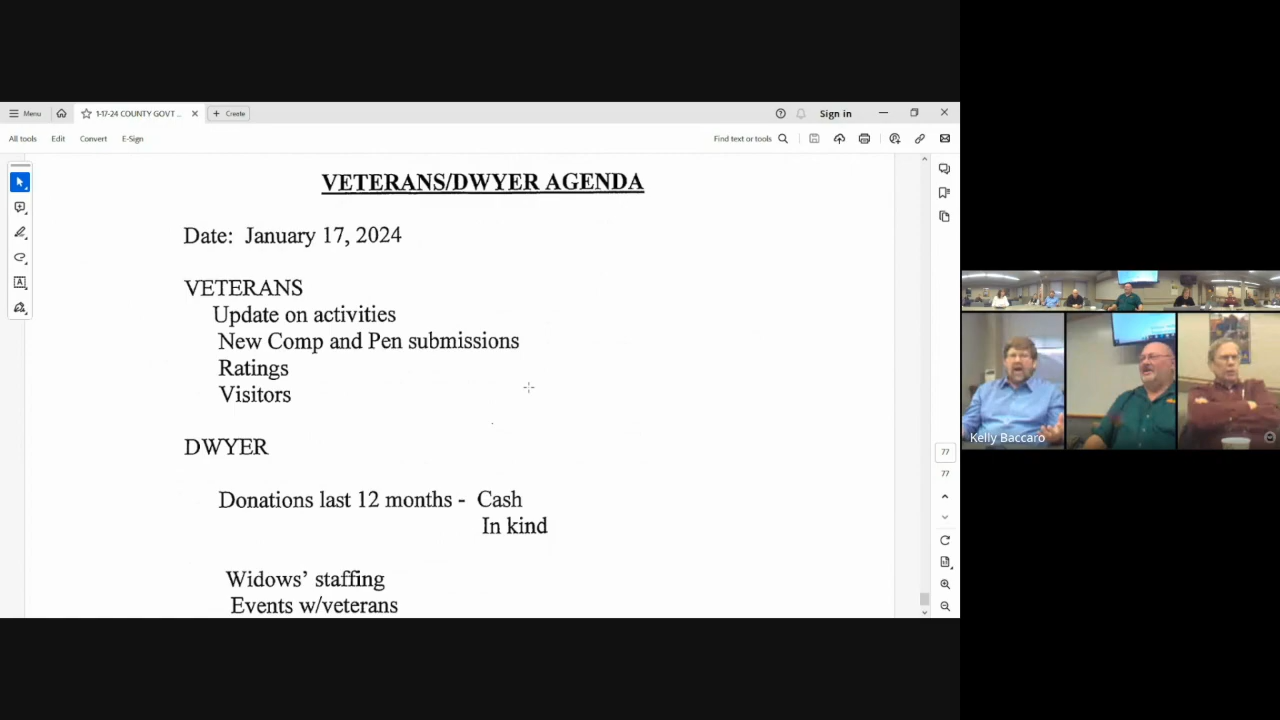 Menu
1-17-24 COUNTY GOVT ...
Create
Sign in
All tools
Edit
Convert
E-Sign
Find text or tools
VETERANS/DWYER AGENDA
Date: January 17, 2024
VETERANS
Update on activities
New Comp and Pen submissions
Ratings
Visitors
DWYER
Donations last 12 months - Cash
In kind
Widows' staffing
Events w/veterans
77
77
Kelly Baccaro